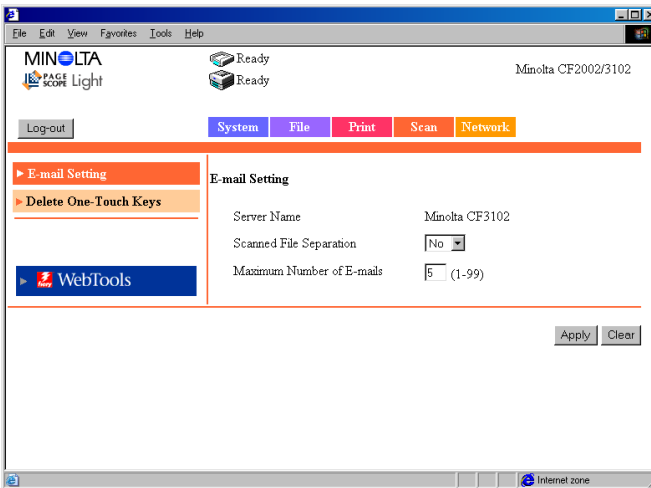 File Edit View Favorites Tools Help
MINOLTA
PAGE SCOPE Light
Ready
Ready
Minolta CF2002/3102
Log-out
System File Print Scan Network
E-mail Setting
Delete One-Touch Keys
WebTools
E-mail Setting
Server Name Minolta CF3102
Scanned File Separation No
Maximum Number of E-mails 5 (1-99)
Apply Clear
Internet zone